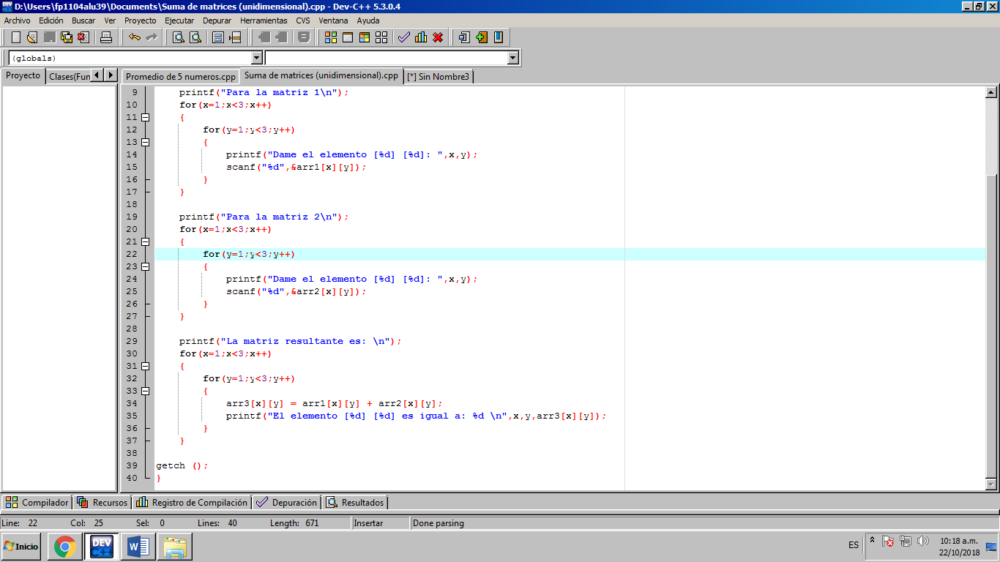 D:\Users\fp1104alu39\Documents\Suma de matrices (unidimensional).cpp - Dev-C++ 5.3.0.4
Archivo Edición Buscar Ver Proyecto Ejecutar Depurar Herramientas CVS Ventana Ayuda
(globals)
Proyecto Clases(Fun Promedio de 5 numeros.cpp Suma de matrices (unidimensional).cpp [*] Sin Nombre3
9 printf("Para la matriz 1\n");
10 for(x=1;x<3;x++)
11 {
12 for(y=1;y<3;y++)
13 {
14 printf("Dame el elemento [%d] [%d]: ",x,y);
15 scanf("%d",&arr1[x][y]);
16 }
17 }
18
19 printf("Para la matriz 2\n");
20 for(x=1;x<3;x++)
21 {
22 for(y=1;y<3;y++)
23 {
24 printf("Dame el elemento [%d] [%d]: ",x,y);
25 scanf("%d",&arr2[x][y]);
26 }
27 }
28
29 printf("La matriz resultante es: \n");
30 for(x=1;x<3;x++)
31 {
32 for(y=1;y<3;y++)
33 {
34 arr3[x][y] = arr1[x][y] + arr2[x][y];
35 printf("El elemento [%d] [%d] es igual a: %d \n",x,y,arr3[x][y]);
36 }
37 }
38
39 getch ();
40 }
Compilador Recursos Registro de Compilación Depuración Resultados
Line: 22 Col: 25 Sel: 0 Lines: 40 Length: 671 Insertar Done parsing
Inicio DEV C++ W ES 10:18 a.m.
22/10/2018